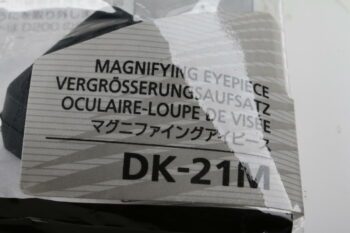 MAGNIFYING EYEPIECE
VERGRÖSSERUNGSAUFSATZ
OCULAIRE-LOUPE DE VISÉE
マグニファイングアイピース
DK-21M